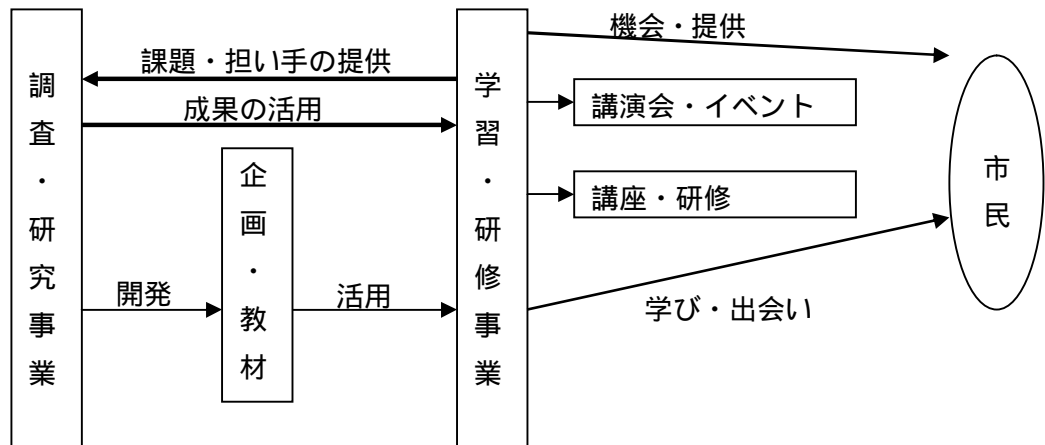 調査・研究事業
課題・担い手の提供
成果の活用
開発
企画・教材
活用
学習・研修事業
機会・提供
講演会・イベント
講座・研修
学び・出会い
市民